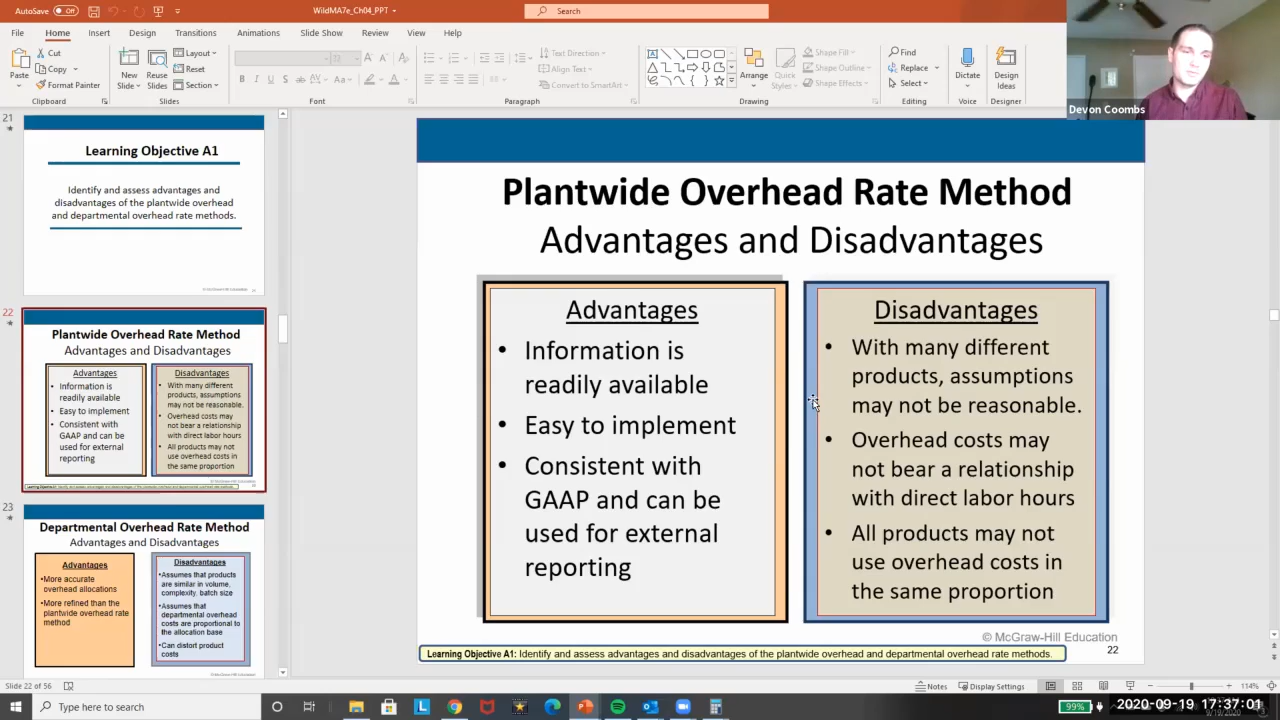 AutoSave Off
WildMA7e_Ch04_PPT
Search
File Home Insert Design Transitions Animations Slide Show Review View Help
Paste
Cut
Copy
Format Painter
Clipboard
New Slide
Reuse Slides
Layout
Reset
Section
Slides
Font
Text Direction
Align Text
Convert to SmartArt
Paragraph
Arrange
Quick Styles
Shape Fill
Shape Outline
Shape Effects
Drawing
Find
Replace
Select
Editing
Dictate
Voice
Design Ideas
Designer
Devon Coombs
21
Learning Objective A1
Identify and assess advantages and
disadvantages of the plantwide overhead
and departmental overhead rate methods.
22
Plantwide Overhead Rate Method
Advantages and Disadvantages
Advantages
• Information is
readily available
• Easy to implement
• Consistent with
GAAP and can be
used for external
reporting
Disadvantages
• With many different
products, assumptions
may not be reasonable.
• Overhead costs may
not bear a relationship
with direct labor hours
• All products may not
use overhead costs in
the same proportion
23
Departmental Overhead Rate Method
Advantages and Disadvantages
Advantages
•More accurate
overhead allocations
•More refined than the
plantwide overhead rate
method
Disadvantages
•Assumes that products
are similar in volume,
complexity, batch size
•Assumes that
departmental overhead
costs are proportional to
the allocation base
•Can distort product
costs
Plantwide Overhead Rate Method
Advantages and Disadvantages
Advantages
• Information is
readily available
• Easy to implement
• Consistent with
GAAP and can be
used for external
reporting
Disadvantages
• With many different
products, assumptions
may not be reasonable.
• Overhead costs may
not bear a relationship
with direct labor hours
• All products may not
use overhead costs in
the same proportion
© McGraw-Hill Education
22
Learning Objective A1: Identify and assess advantages and disadvantages of the plantwide overhead and departmental overhead rate methods.
Slide 22 of 56
Notes
Display Settings
114%
Type here to search
99%
2020-09-19 17:37:01